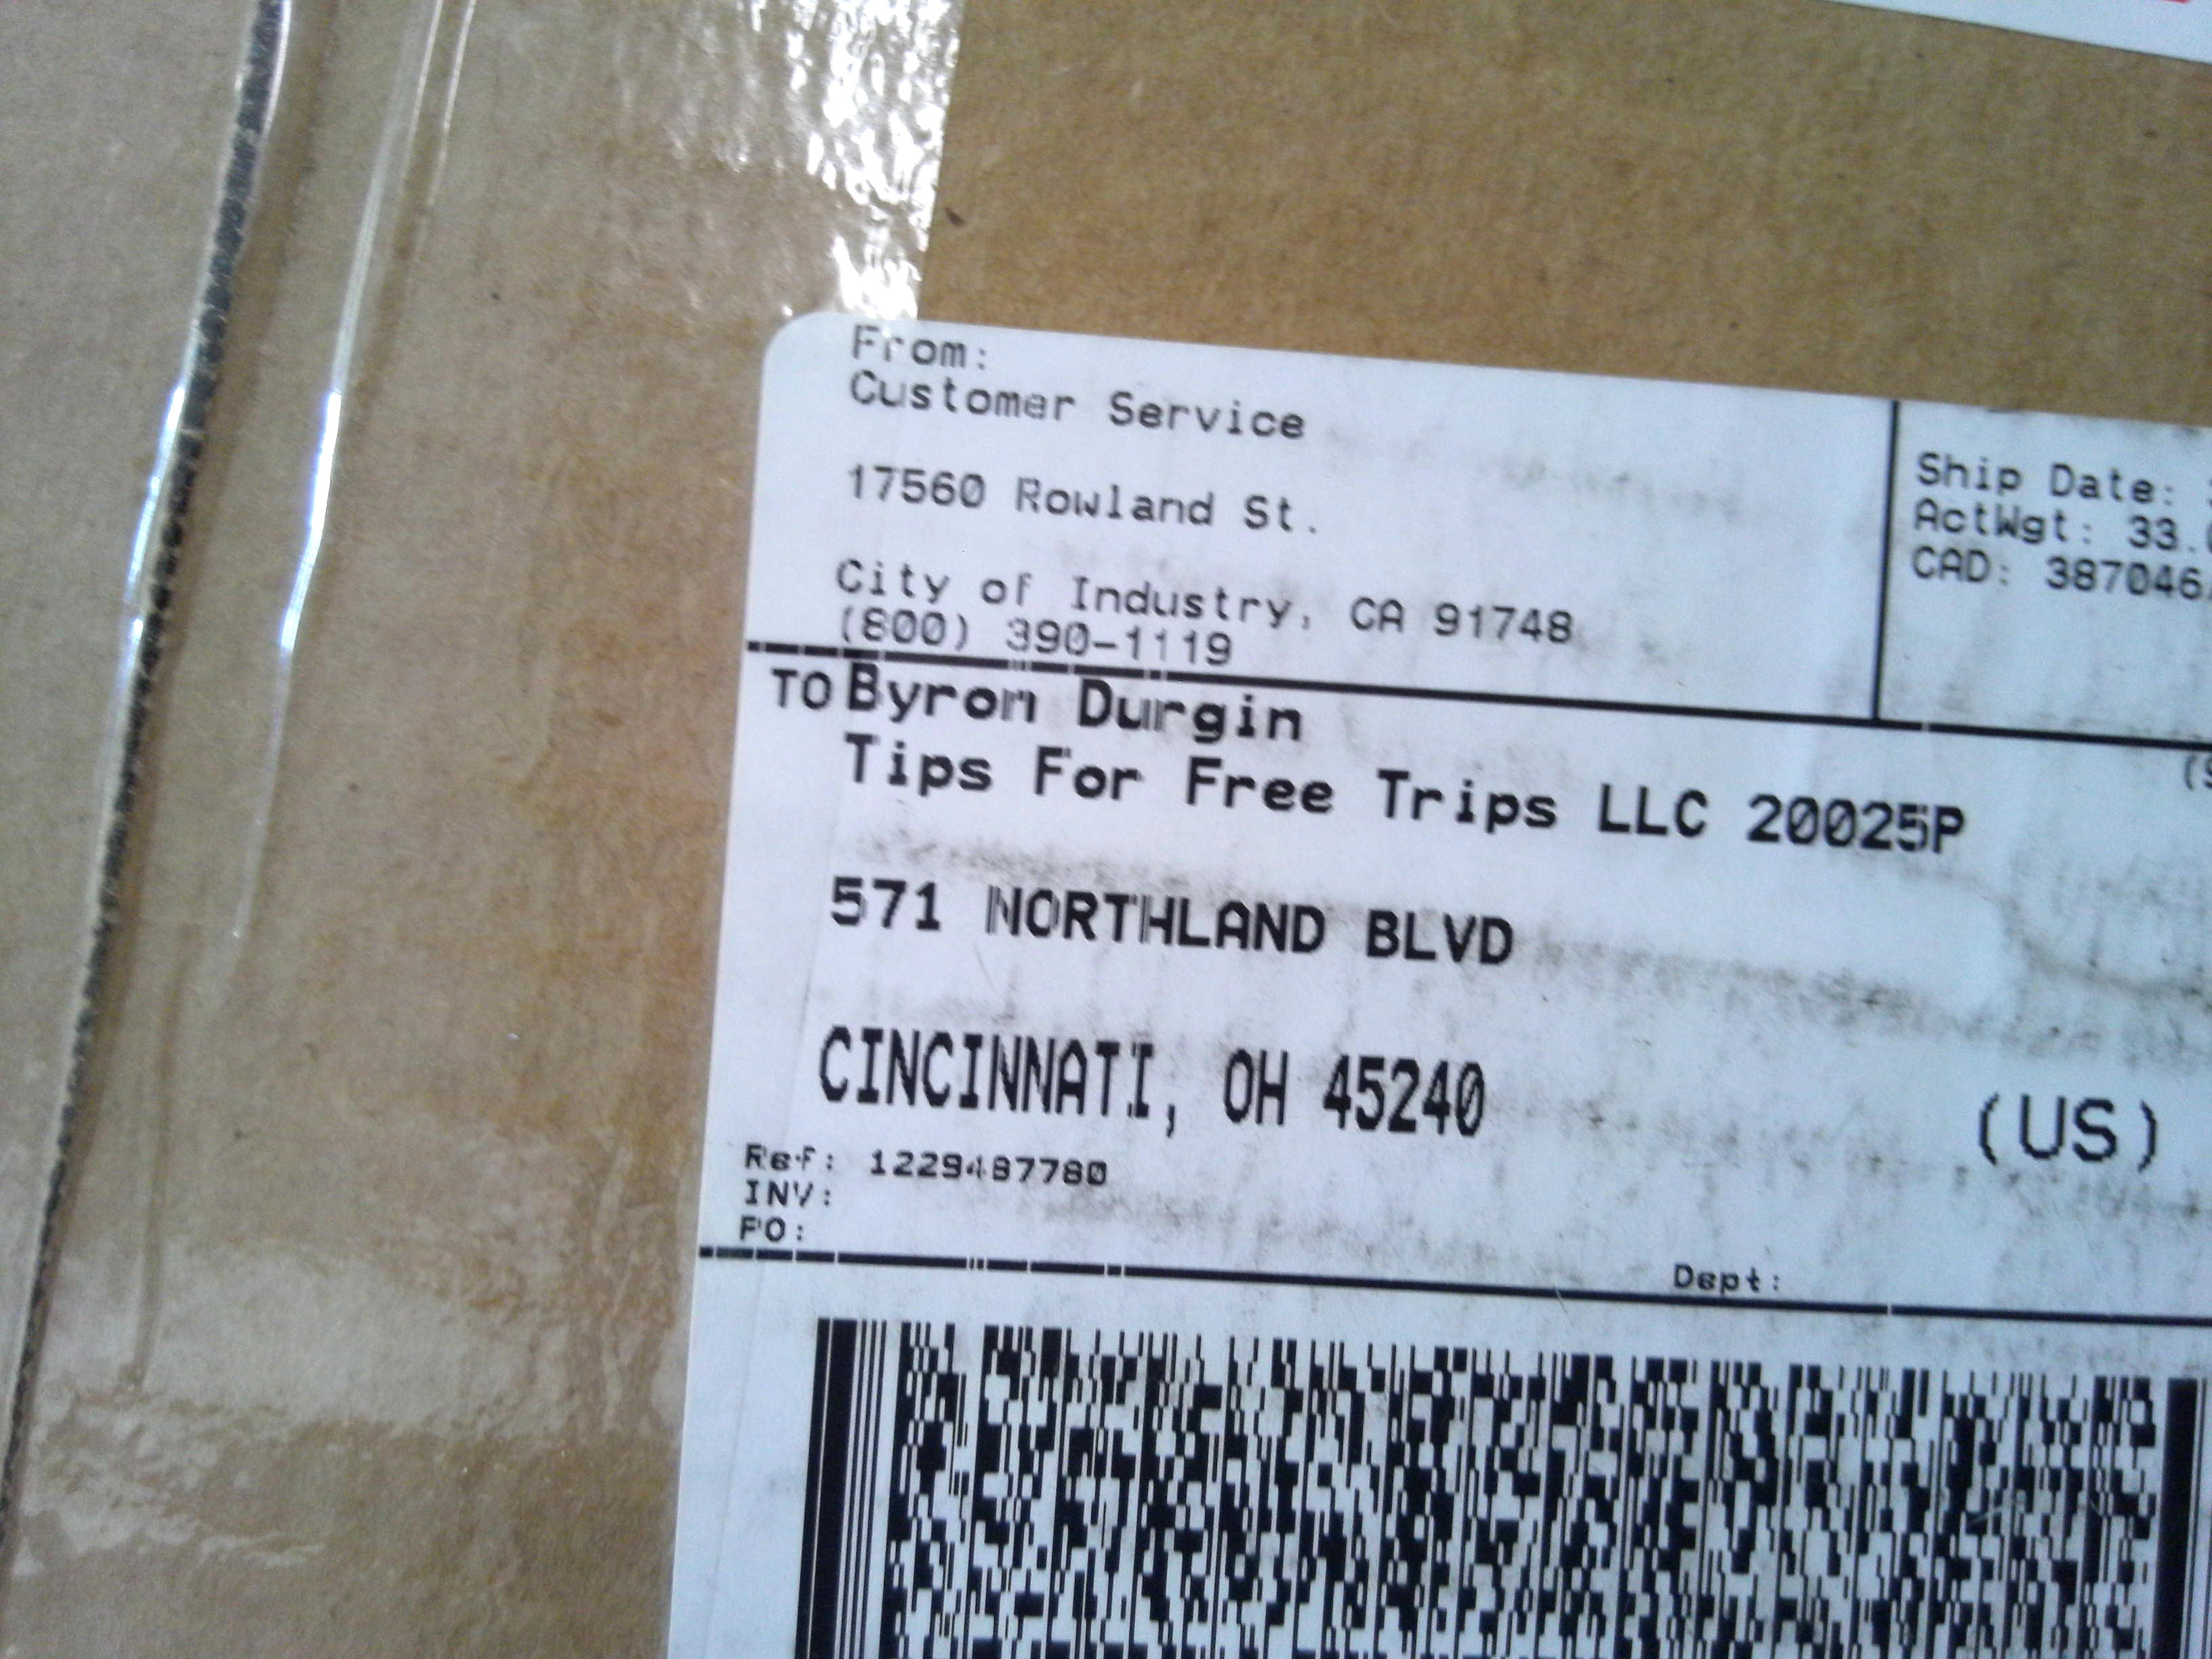 From:
Customer Service
17560 Rowland St.
City of Industry, CA 91748
(800) 390-1119
Ship Date:
ActWgt: 33.
CAD: 387046
TO Byron Durgin
Tips For Free Trips LLC 20025P
571 NORTHLAND BLVD
CINCINNATI, OH 45240
(US)
Ref: 1229487780
INV:
PO:
Dept: